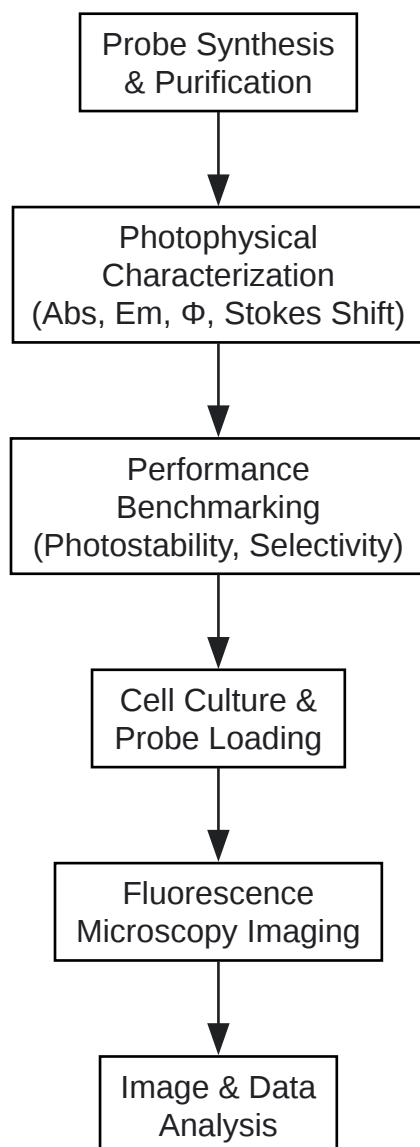 Probe Synthesis
& Purification
Photophysical
Characterization
(Abs, Em, Φ, Stokes Shift)
Performance
Benchmarking
(Photostability, Selectivity)
Cell Culture &
Probe Loading
Fluorescence
Microscopy Imaging
Image & Data
Analysis